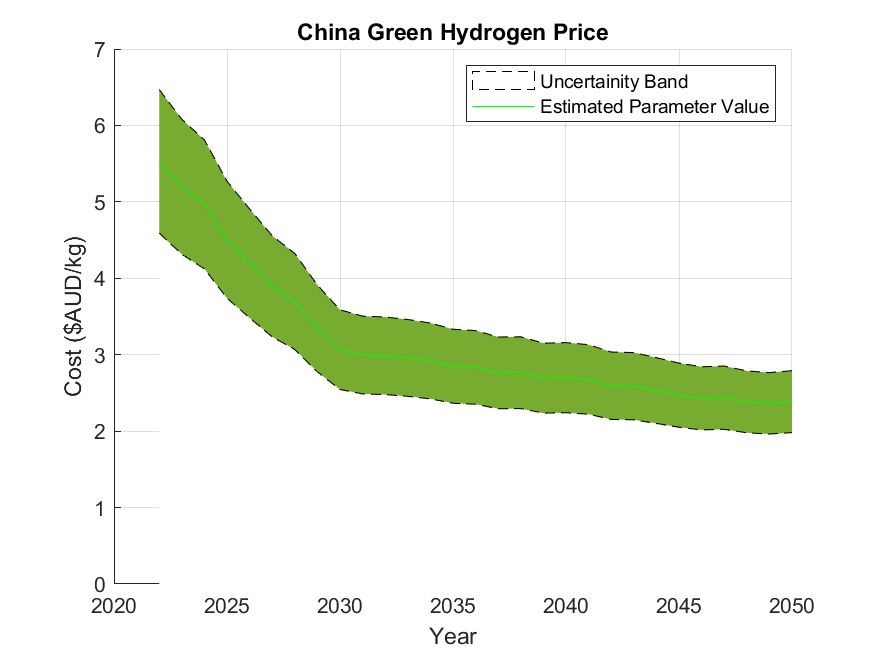 China Green Hydrogen Price
Uncertainity Band
Estimated Parameter Value
Cost ($AUD/kg)
7
6
5
4
3
2
1
0
2020 2025 2030 2035 2040 2045 2050
Year